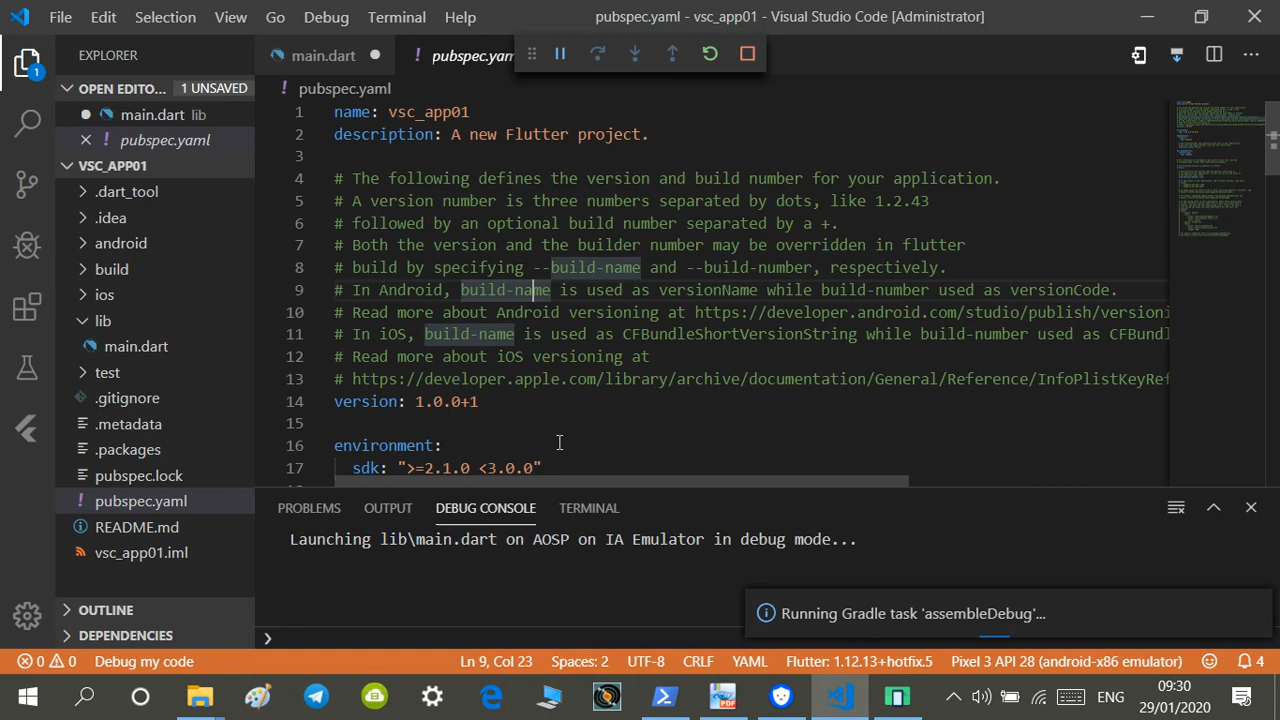 File Edit Selection View Go Debug Terminal Help
pubspec.yaml - vsc_app01 - Visual Studio Code [Administrator]
EXPLORER
main.dart
! pubspec.yam
OPEN EDITO... 1 UNSAVED
main.dart lib
! pubspec.yaml
VSC_APP01
.dart_tool
.idea
android
build
ios
lib
main.dart
test
.gitignore
.metadata
.packages
pubspec.lock
! pubspec.yaml
README.md
vsc_app01.iml
OUTLINE
DEPENDENCIES
! pubspec.yaml
1 name: vsc_app01
2 description: A new Flutter project.
3
4 # The following defines the version and build number for your application.
5 # A version number is three numbers separated by dots, like 1.2.43
6 # followed by an optional build number separated by a +.
7 # Both the version and the builder number may be overridden in flutter
8 # build by specifying --build-name and --build-number, respectively.
9 # In Android, build-name is used as versionName while build-number used as versionCode.
10 # Read more about Android versioning at https://developer.android.com/studio/publish/versioni
11 # In iOS, build-name is used as CFBundleShortVersionString while build-number used as CFBund
12 # Read more about iOS versioning at
13 # https://developer.apple.com/library/archive/documentation/General/Reference/InfoPlistKeyRef
14 version: 1.0.0+1
15
16 environment:
17 sdk: ">=2.1.0 <3.0.0"
PROBLEMS OUTPUT DEBUG CONSOLE TERMINAL
Launching lib\main.dart on AOSP on IA Emulator in debug mode...
Running Gradle task 'assembleDebug'...
0 0 Debug my code
Ln 9, Col 23 Spaces: 2 UTF-8 CRLF YAML Flutter: 1.12.13+hotfix.5 Pixel 3 API 28 (android-x86 emulator) 4
ENG
09:30
29/01/2020